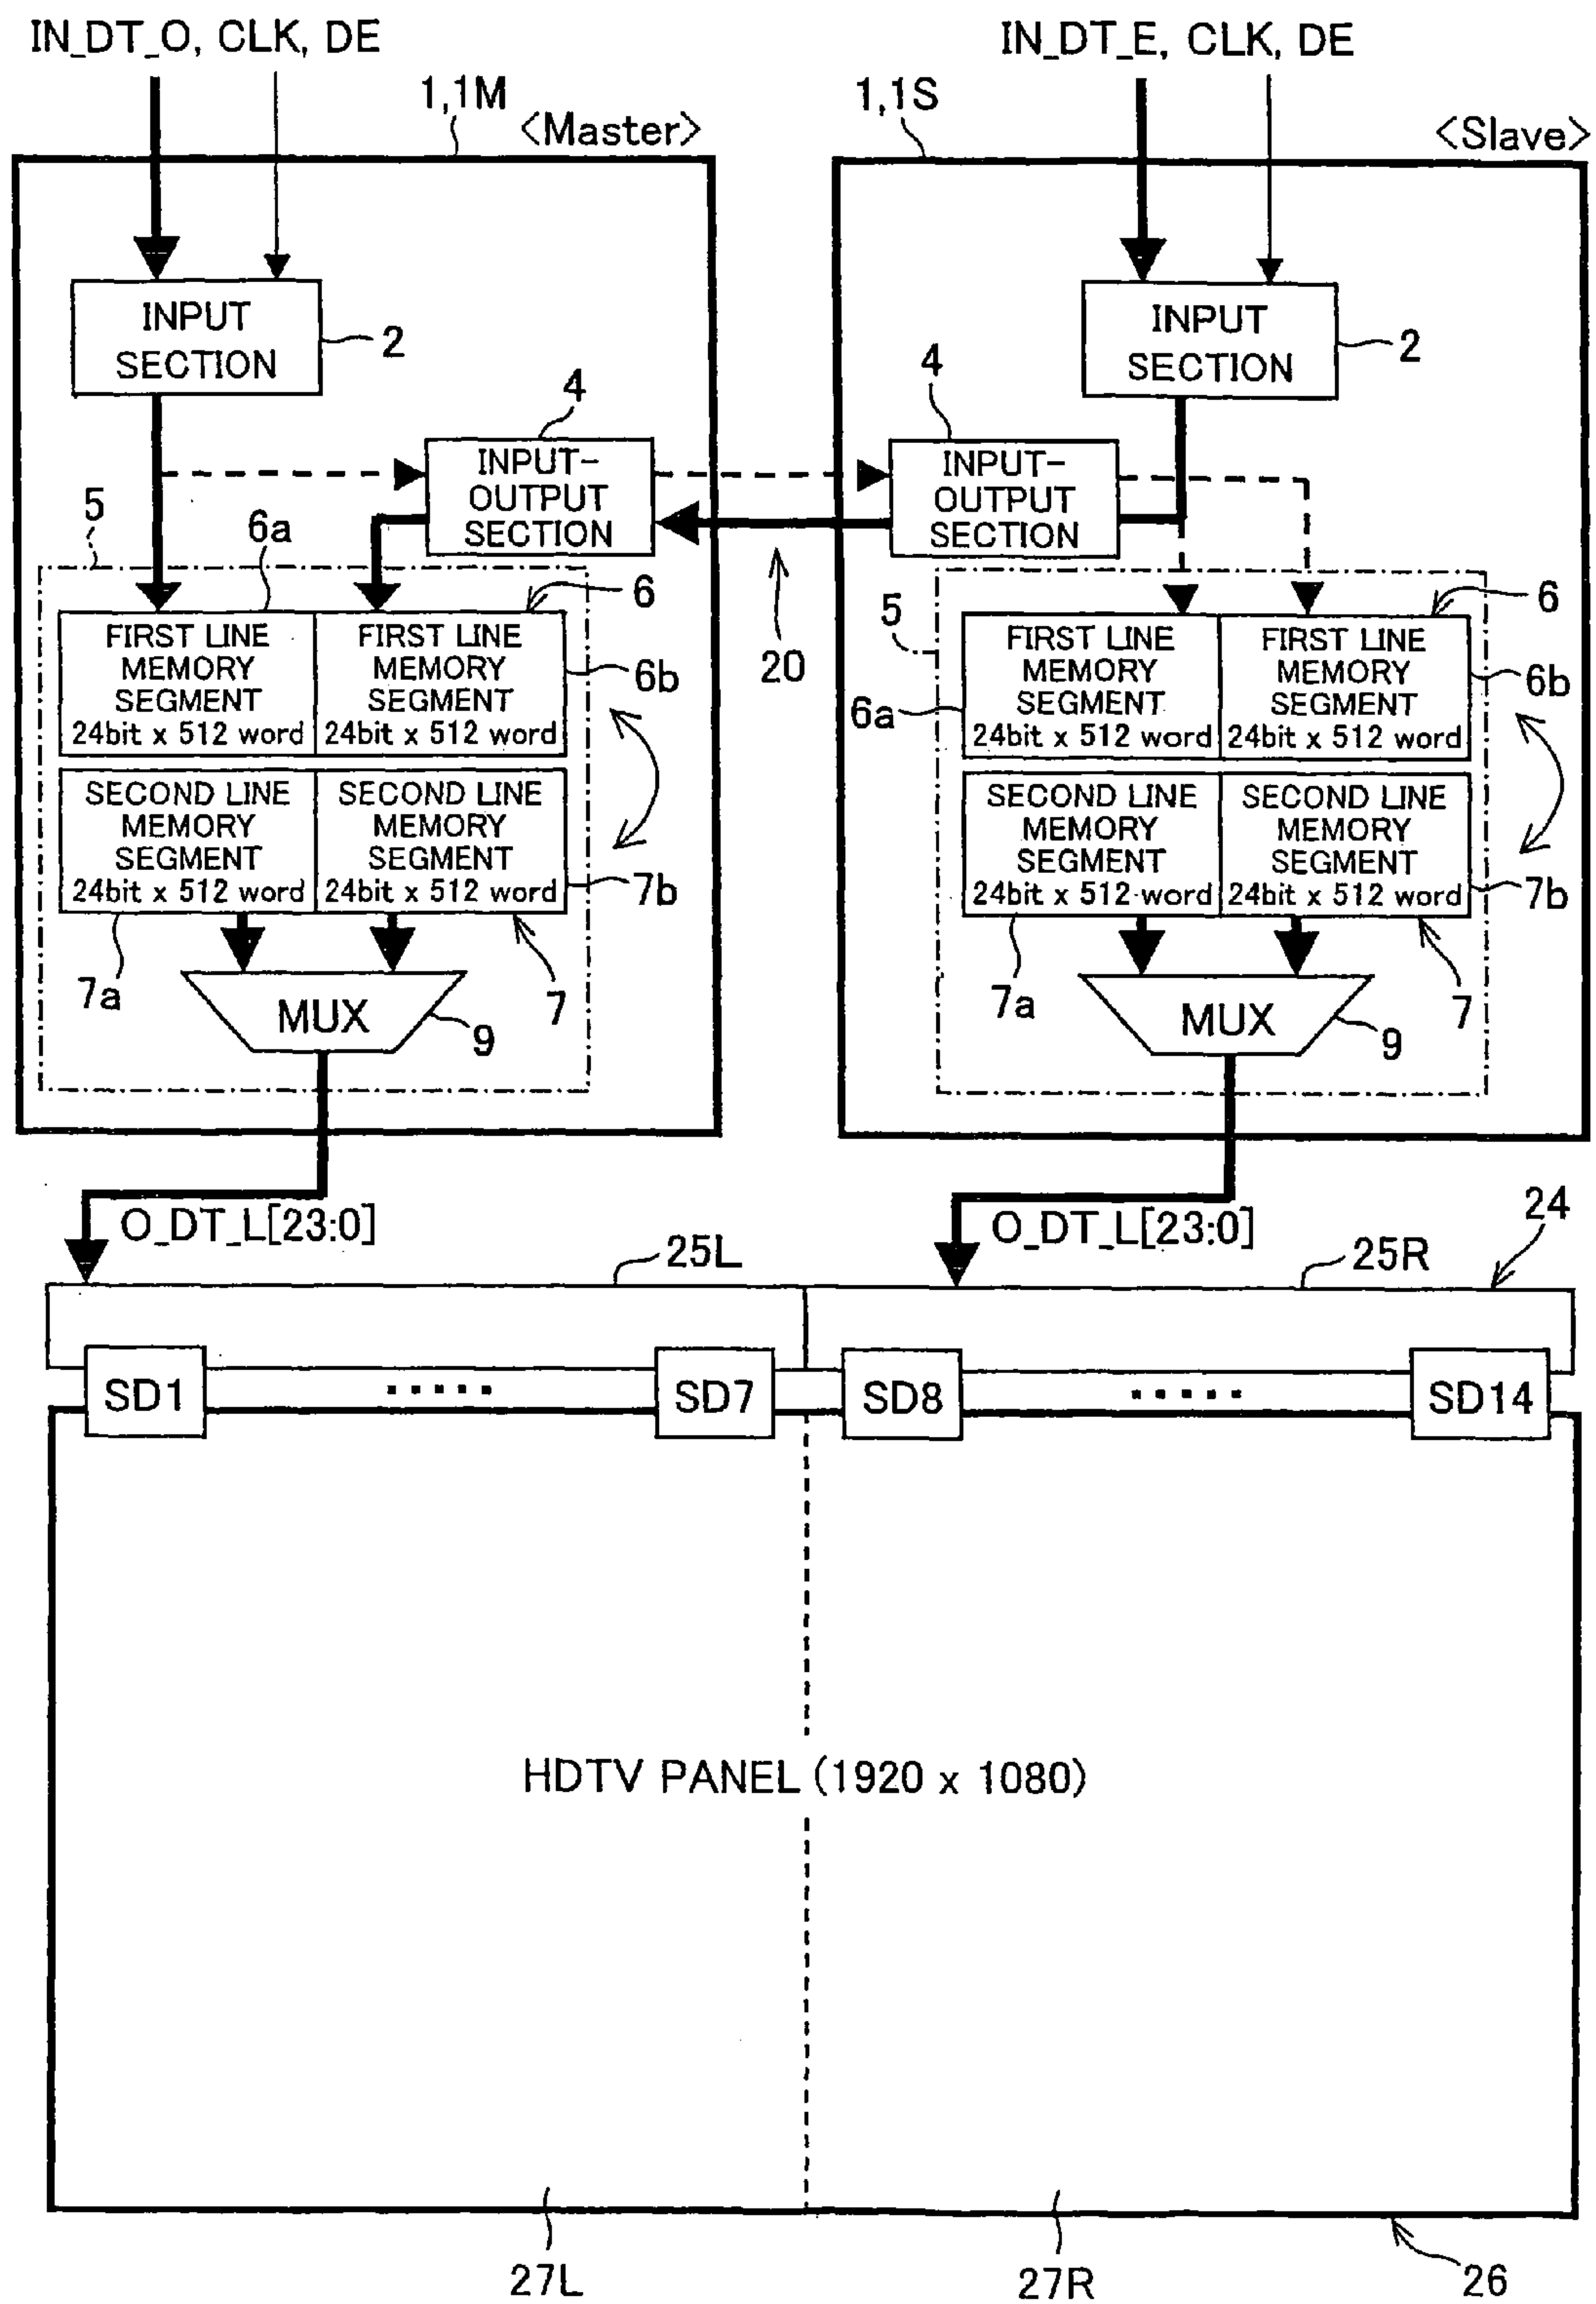 IN_DT_O, CLK, DE
IN_DT_E, CLK, DE
1,1M
<Master>
1,1S
<Slave>
INPUT
SECTION
2
INPUT
SECTION
2
4
INPUT-
OUTPUT
SECTION
4
INPUT-
OUTPUT
SECTION
20
5
6a
6
FIRST LINE
MEMORY
SEGMENT
24bit x 512 word
FIRST LINE
MEMORY
SEGMENT
24bit x 512 word
6b
SECOND LINE
MEMORY
SEGMENT
24bit x 512 word
SECOND LINE
MEMORY
SEGMENT
24bit x 512 word
7b
7a
7
MUX
9
5
6
6a
FIRST LINE
MEMORY
SEGMENT
24bit x 512 word
FIRST LINE
MEMORY
SEGMENT
24bit x 512 word
6b
SECOND LINE
MEMORY
SEGMENT
24bit x 512 word
SECOND LINE
MEMORY
SEGMENT
24bit x 512 word
7b
7a
7
MUX
9
O_DT_L[23:0]
O_DT_L[23:0]
24
25L
25R
SD1
.....
SD7
SD8
.....
SD14
HDTV PANEL (1920 x 1080)
27L
27R
26